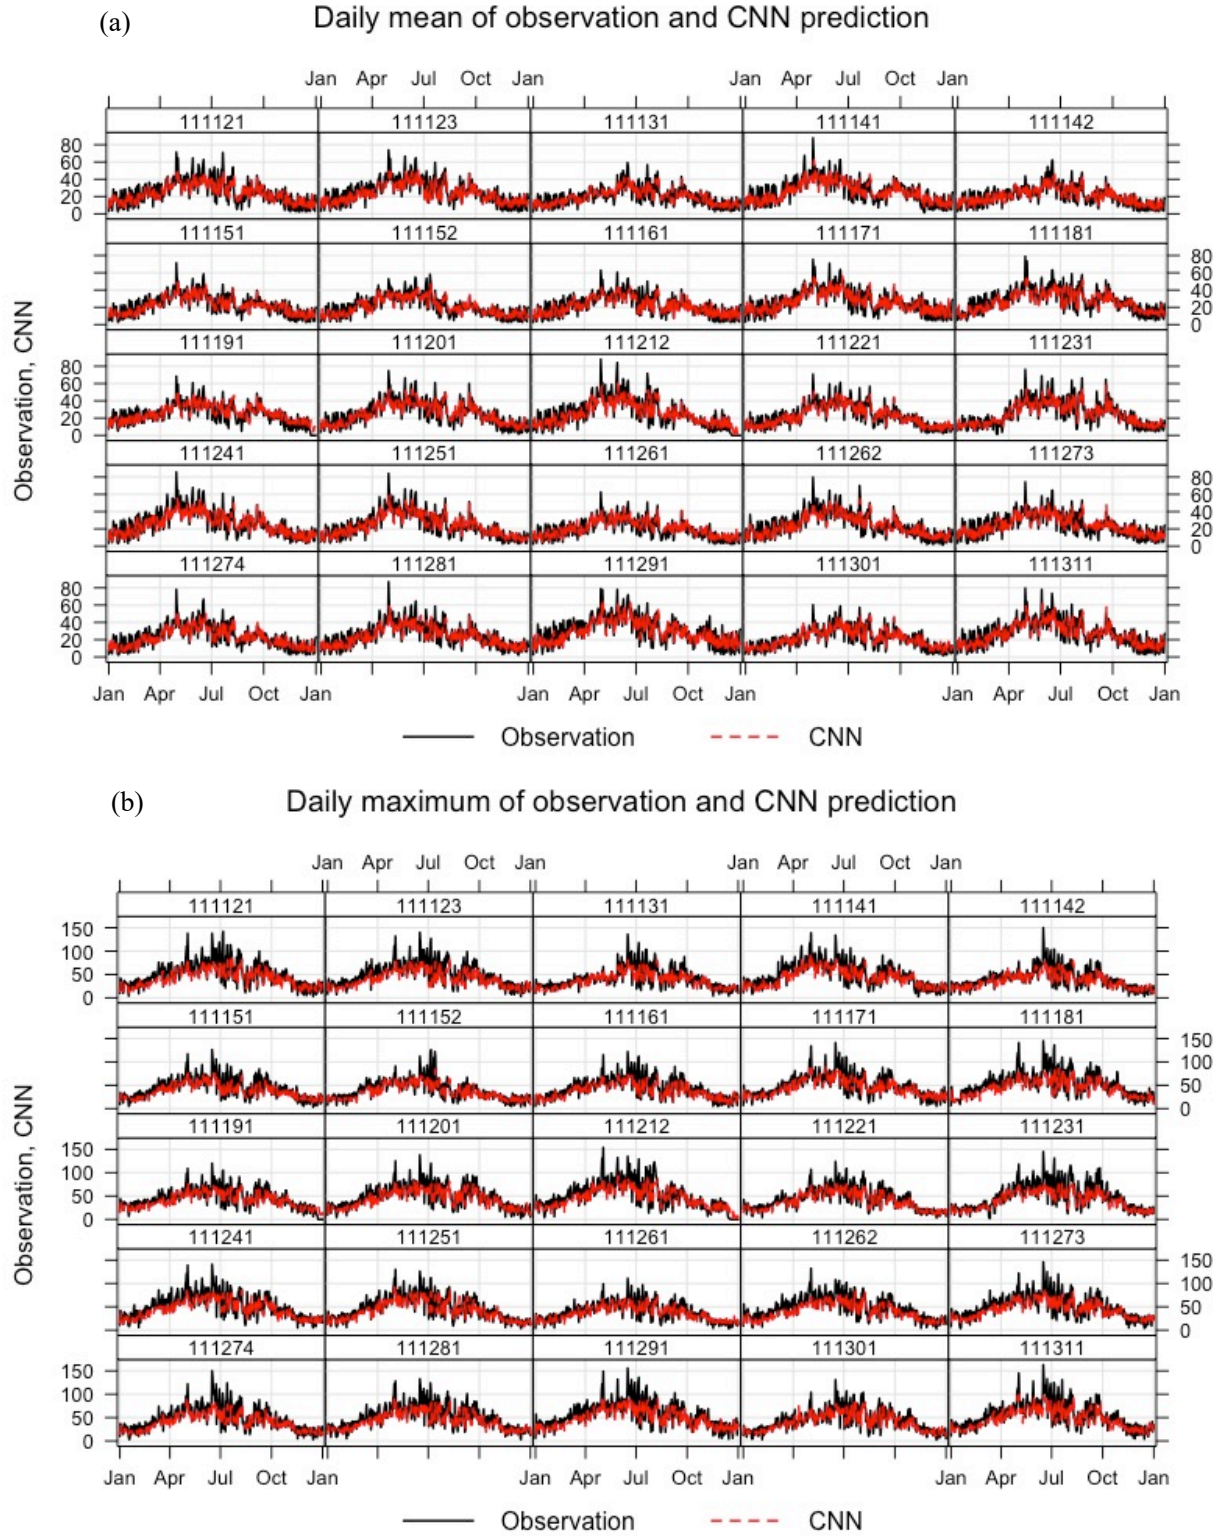 (a) Daily mean of observation and CNN prediction
Jan Apr Jul Oct Jan Jan Apr Jul Oct Jan
111121 111123 111131 111141 111142
80
60
40
20
0
111151 111152 111161 111171 111181
80
60
40
20
0
111191 111201 111212 111221 111231
80
60
40
20
0
111241 111251 111261 111262 111273
80
60
40
20
0
111274 111281 111291 111301 111311
80
60
40
20
0
Observation, CNN
Jan Apr Jul Oct Jan Jan Apr Jul Oct Jan Jan Apr Jul Oct Jan
Observation CNN
(b) Daily maximum of observation and CNN prediction
Jan Apr Jul Oct Jan Jan Apr Jul Oct Jan
111121 111123 111131 111141 111142
150
100
50
0
111151 111152 111161 111171 111181
150
100
50
0
111191 111201 111212 111221 111231
150
100
50
0
111241 111251 111261 111262 111273
150
100
50
0
111274 111281 111291 111301 111311
150
100
50
0
Observation, CNN
Jan Apr Jul Oct Jan Jan Apr Jul Oct Jan Jan Apr Jul Oct Jan
Observation CNN